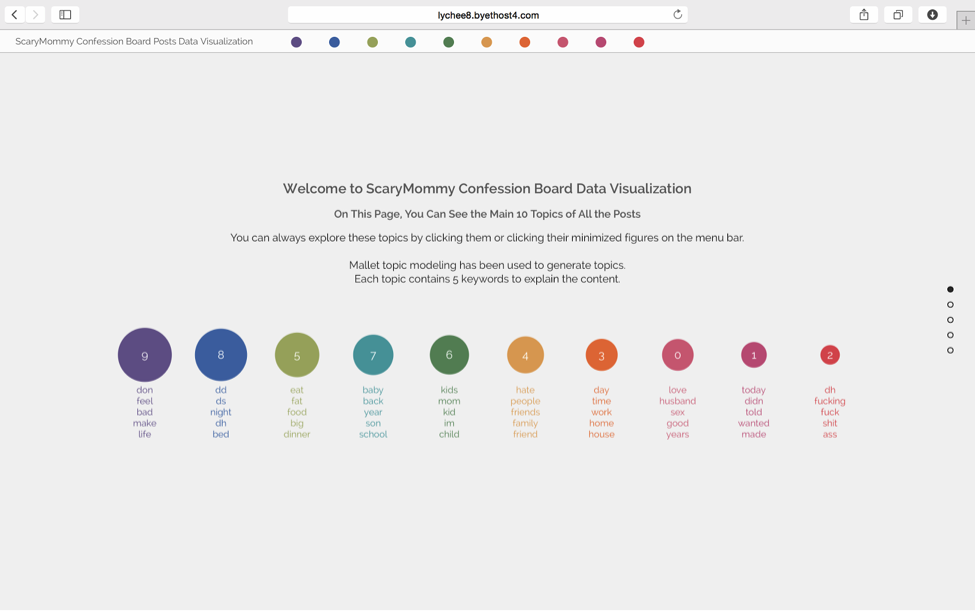 lychee8.byethost4.com
ScaryMommy Confession Board Posts Data Visualization
Welcome to ScaryMommy Confession Board Data Visualization
On This Page, You Can See the Main 10 Topics of All the Posts
You can always explore these topics by clicking them or clicking their minimized figures on the menu bar.
Mallet topic modeling has been used to generate topics.
Each topic contains 5 keywords to explain the content.
9 8 5 7 6 4 3 0 1 2
don dd eat baby kids hate day love today dh
feel ds fat back mom people time husband didn fucking
bad night food year kid friends work sex told fuck
make dh big son im family home good wanted shit
life bed dinner school child friend house years made ass